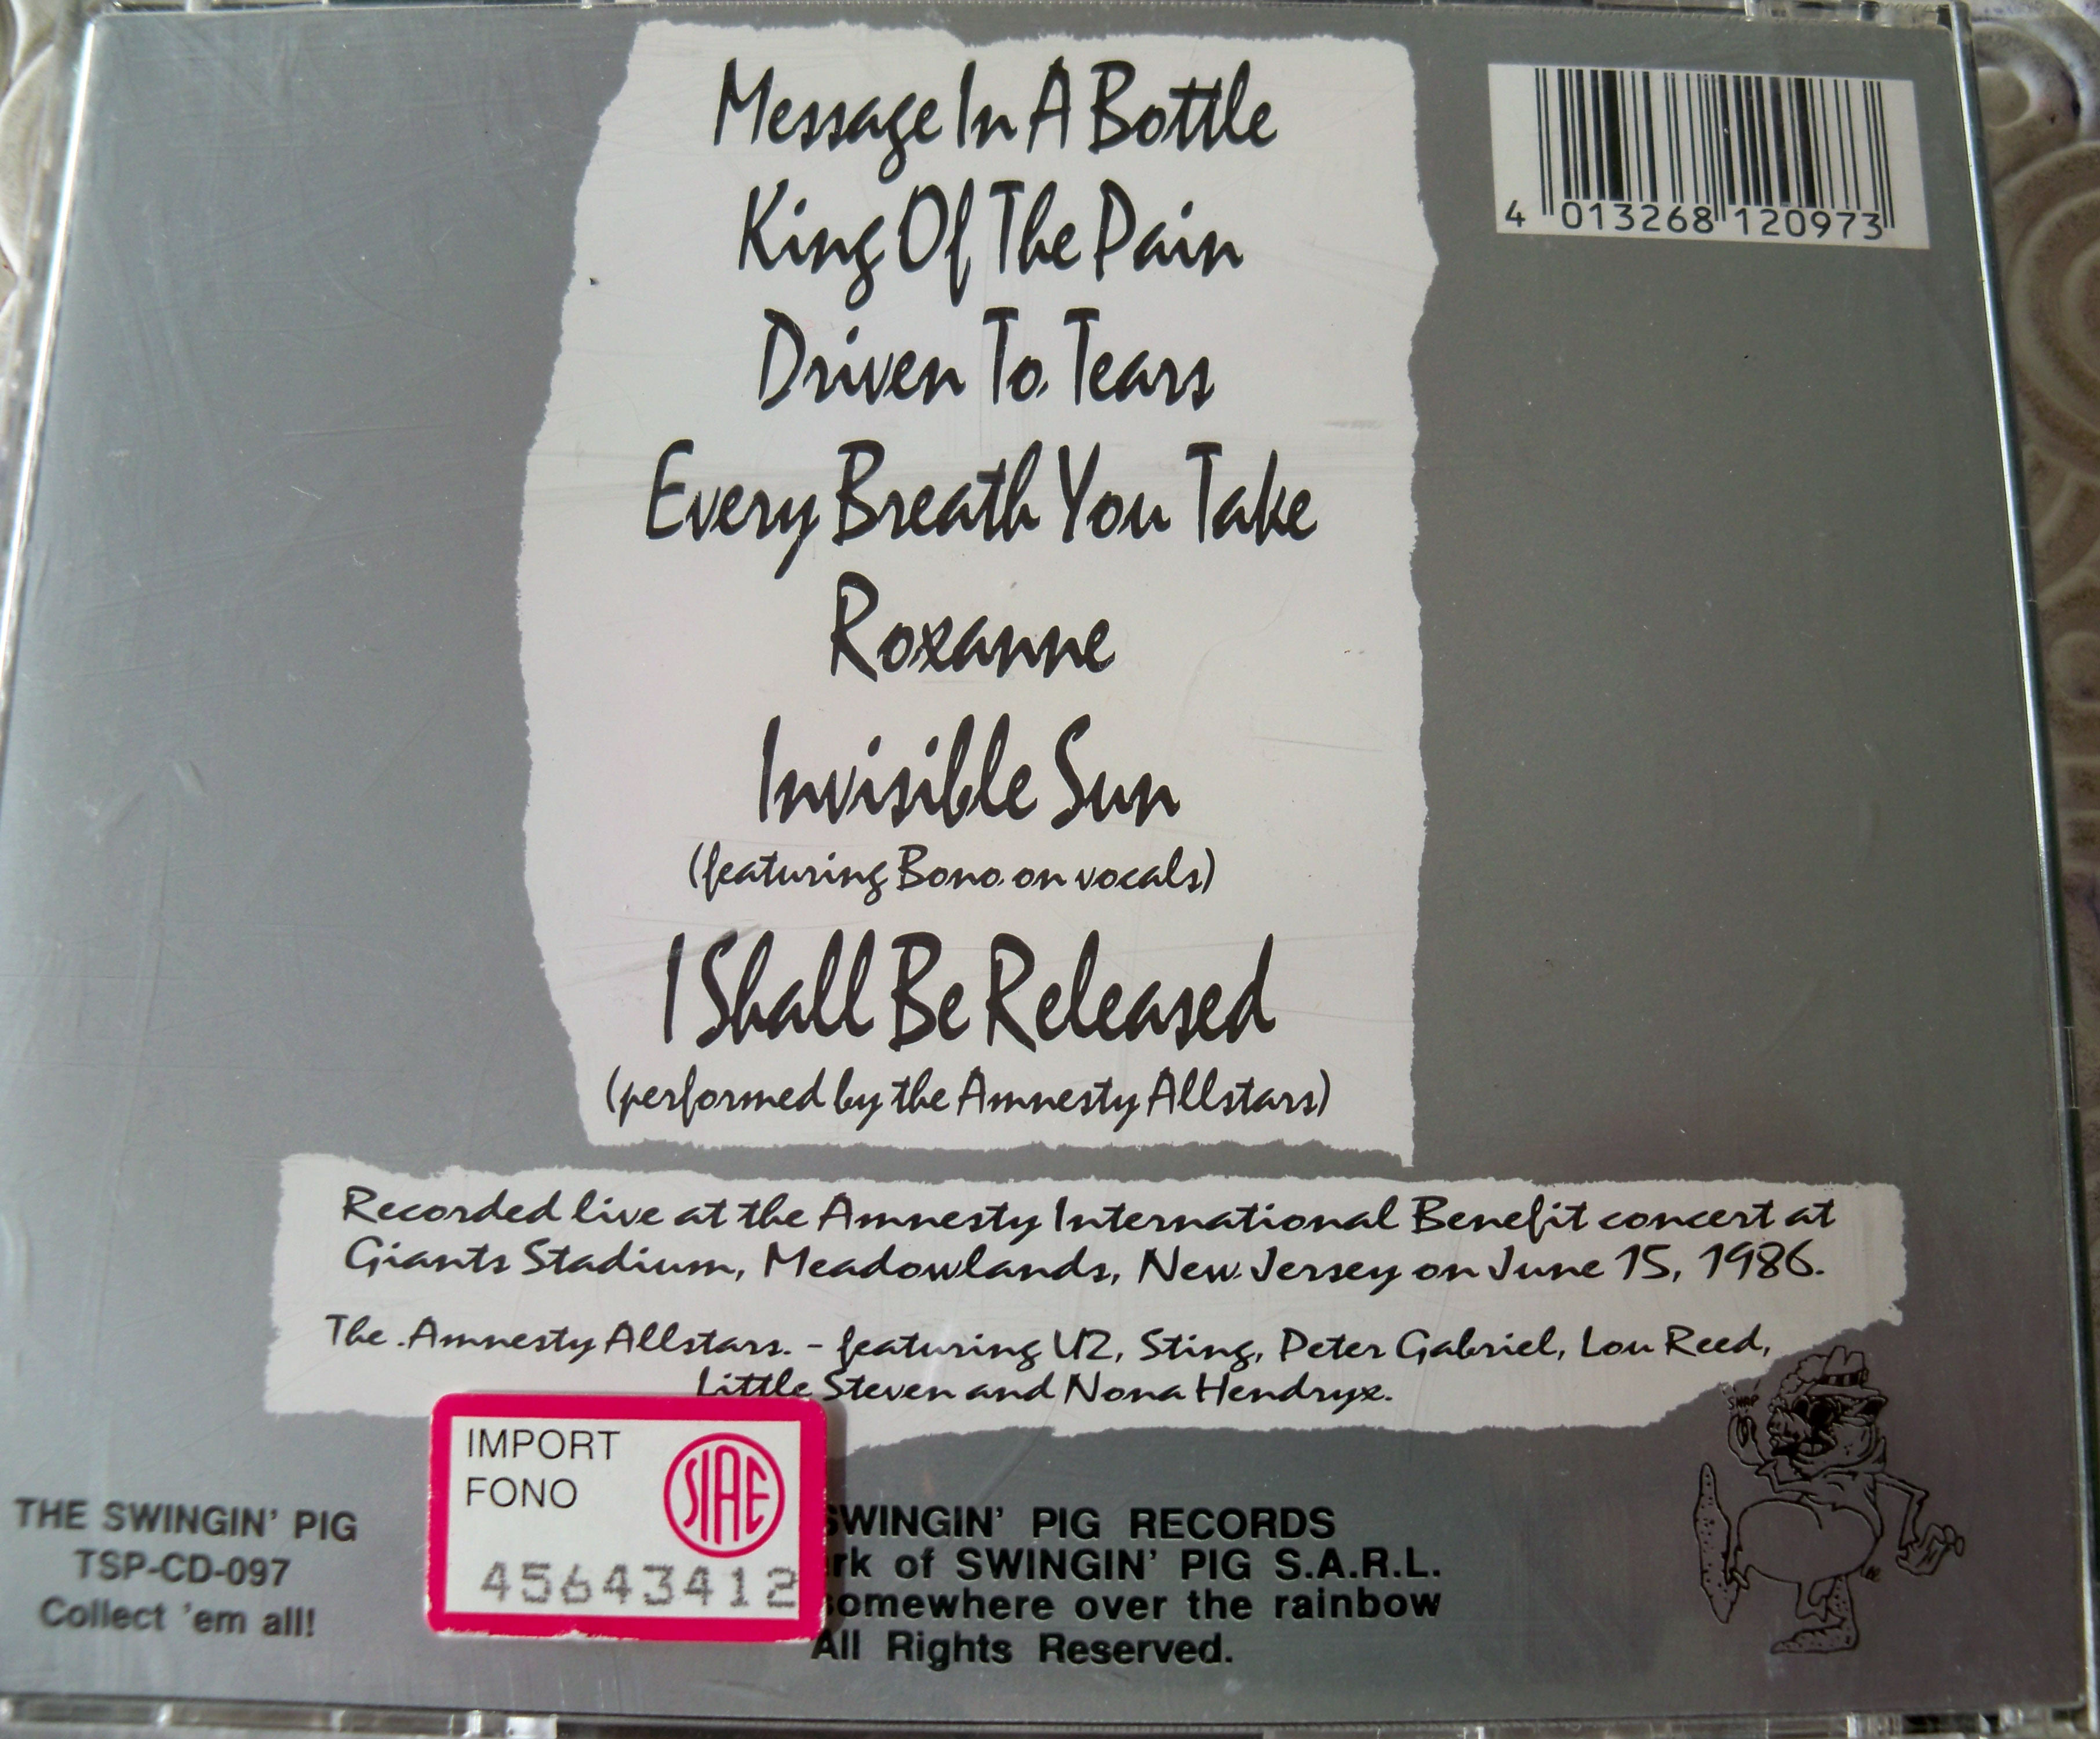 Message In A Bottle
King Of The Pain
Driven To Tears
Every Breath You Take
Roxanne
Invisible Sun
(featuring Bono on vocals)
I Shall Be Released
(performed by the Amnesty Allstars)
4 013268 120973
Recorded live at the Amnesty International Benefit concert at
Giants Stadium, Meadowlands, New Jersey on June 15, 1986.
The Amnesty Allstars. - featuring U2, Sting, Peter Gabriel, Lou Reed,
Little Steven and Nona Hendryx.
SNAP
IMPORT
FONO
SIAE
45643412
THE SWINGIN' PIG
TSP-CD-097
Collect 'em all!
SWINGIN' PIG RECORDS
of SWINGIN' PIG S.A.R.L.
somewhere over the rainbow
All Rights Reserved.